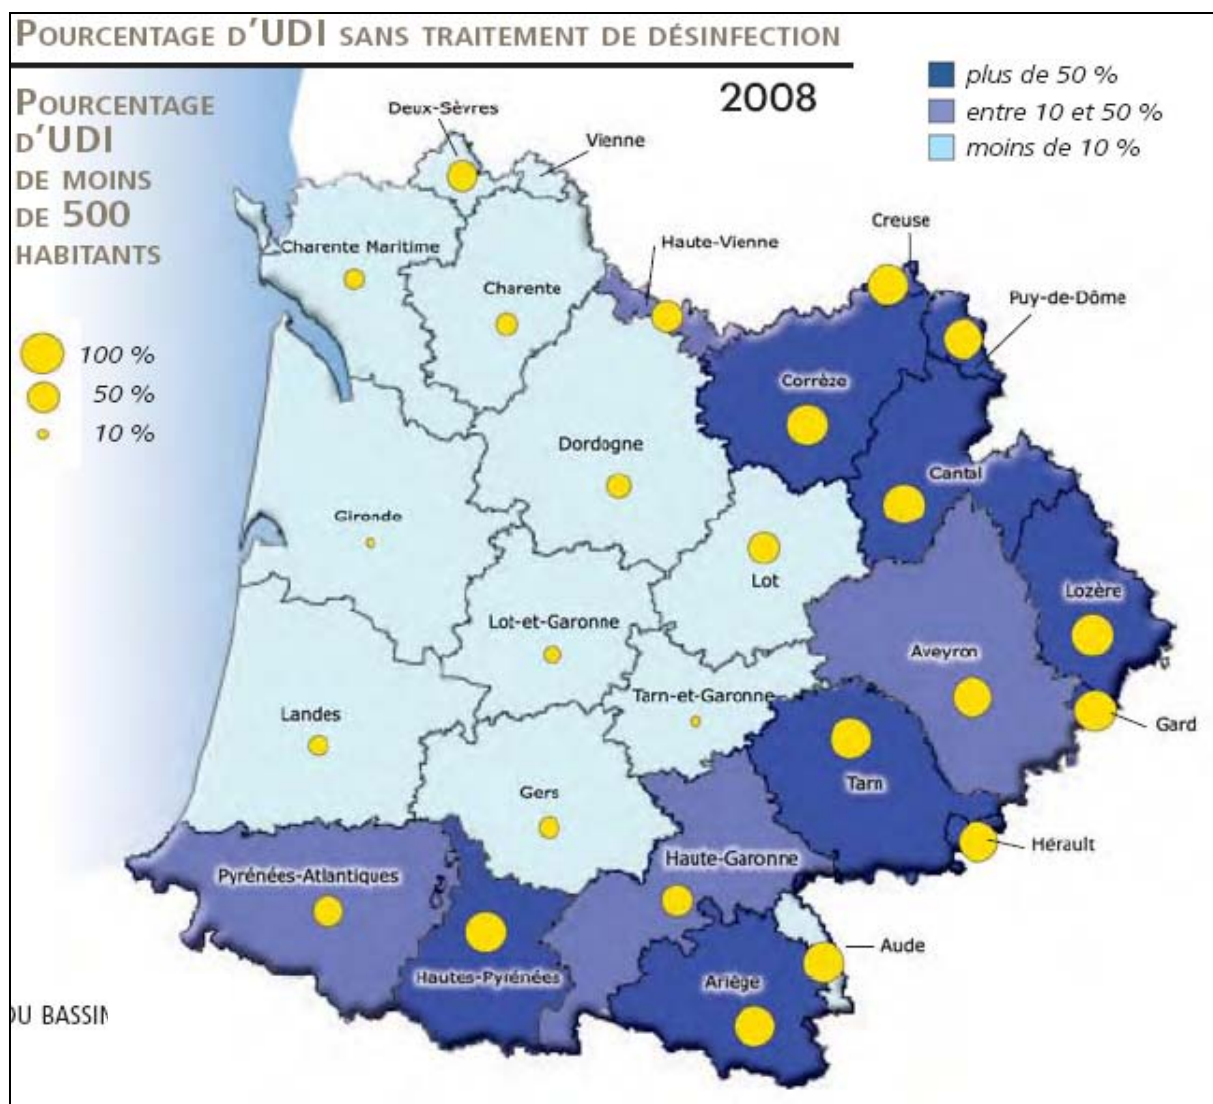 POURCENTAGE D'UDI SANS TRAITEMENT DE DÉSINFECTION
POURCENTAGE
D'UDI
DE MOINS
DE 500
HABITANTS
100 %
50 %
10 %
2008
plus de 50 %
entre 10 et 50 %
moins de 10 %
Deux-Sèvres
Vienne
Creuse
Haute-Vienne
Charente Maritime
Charente
Puy-de-Dôme
Corrèze
Dordogne
Cantal
Gironde
Lot
Lozère
Lot-et-Garonne
Aveyron
Tarn-et-Garonne
Landes
Gard
Tarn
Gers
Hérault
Haute-Garonne
Pyrénées-Atlantiques
Aude
Hautes-Pyrénées
Ariège
DU BASSIN